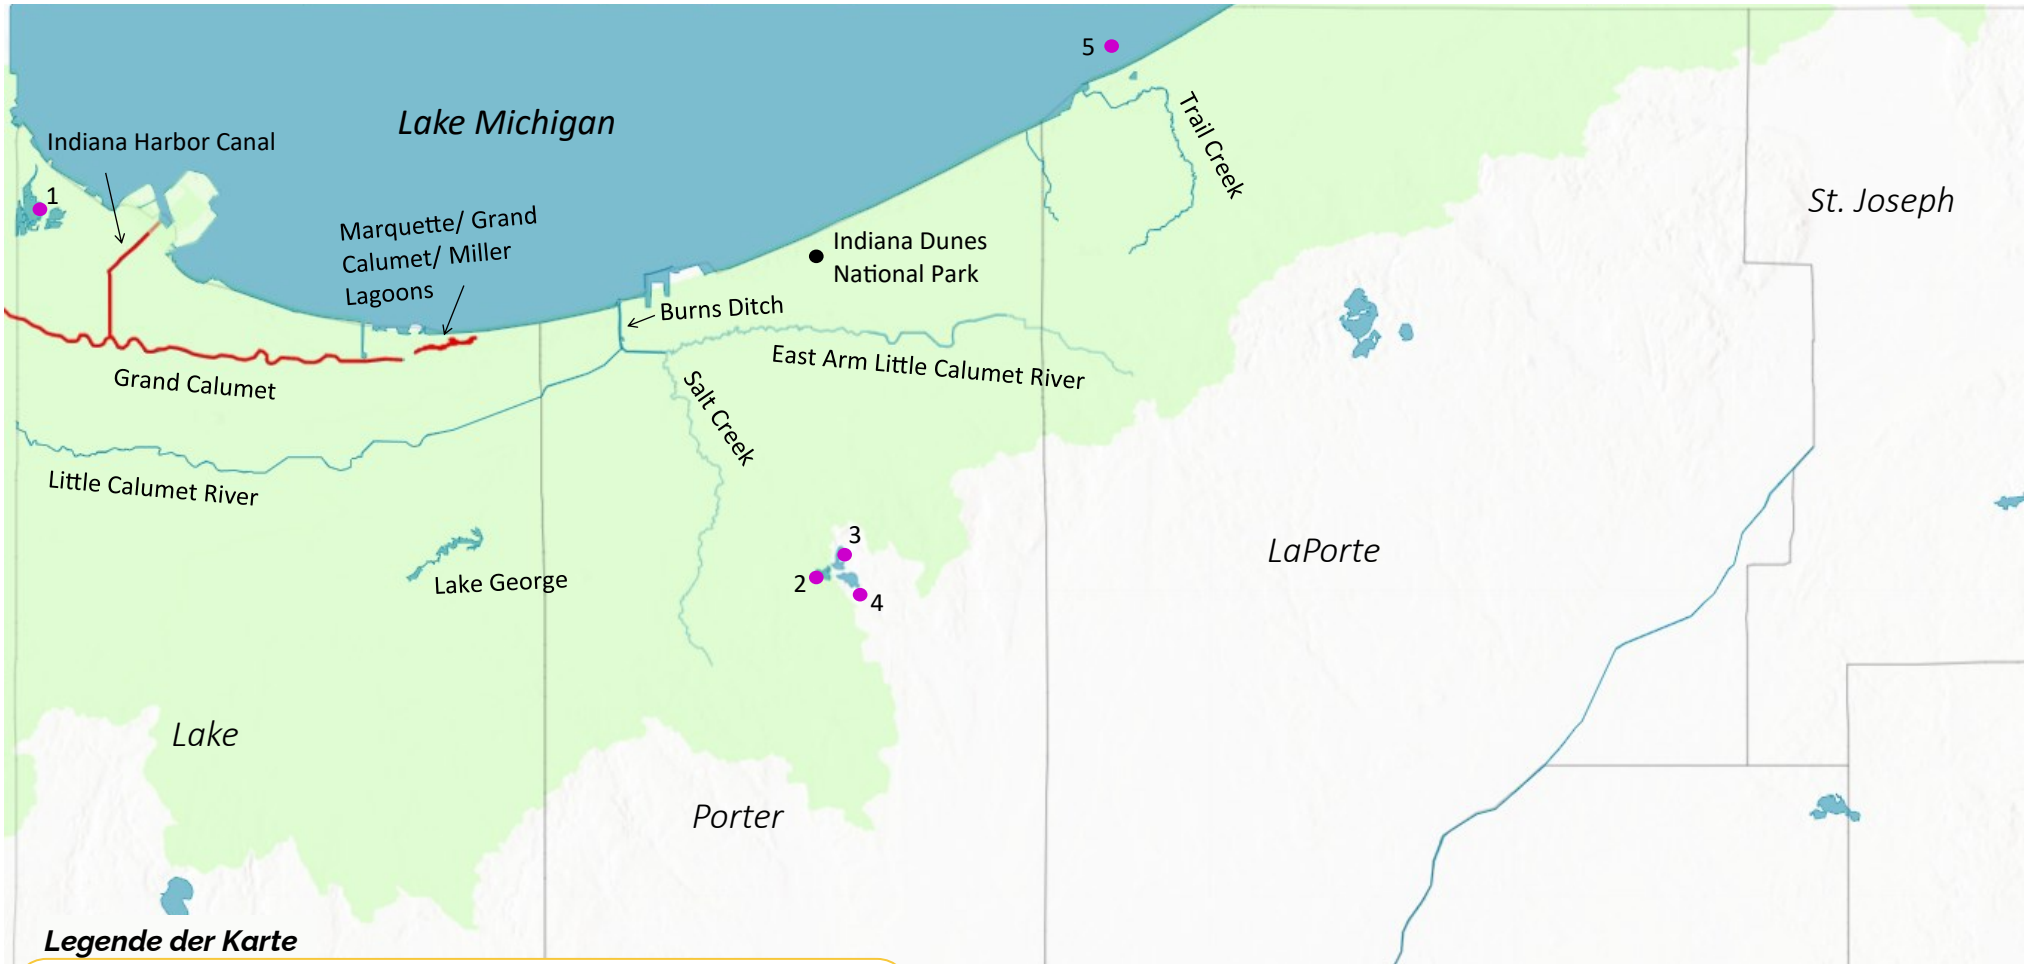 5
Lake Michigan
Trail Creek
Indiana Harbor Canal
1
St. Joseph
Marquette/ Grand
Calumet/ Miller
Lagoons
Indiana Dunes
National Park
Burns Ditch
East Arm Little Calumet River
Grand Calumet
Salt Creek
Little Calumet River
3
LaPorte
2
Lake George
4
Lake
Porter
Legende der Karte